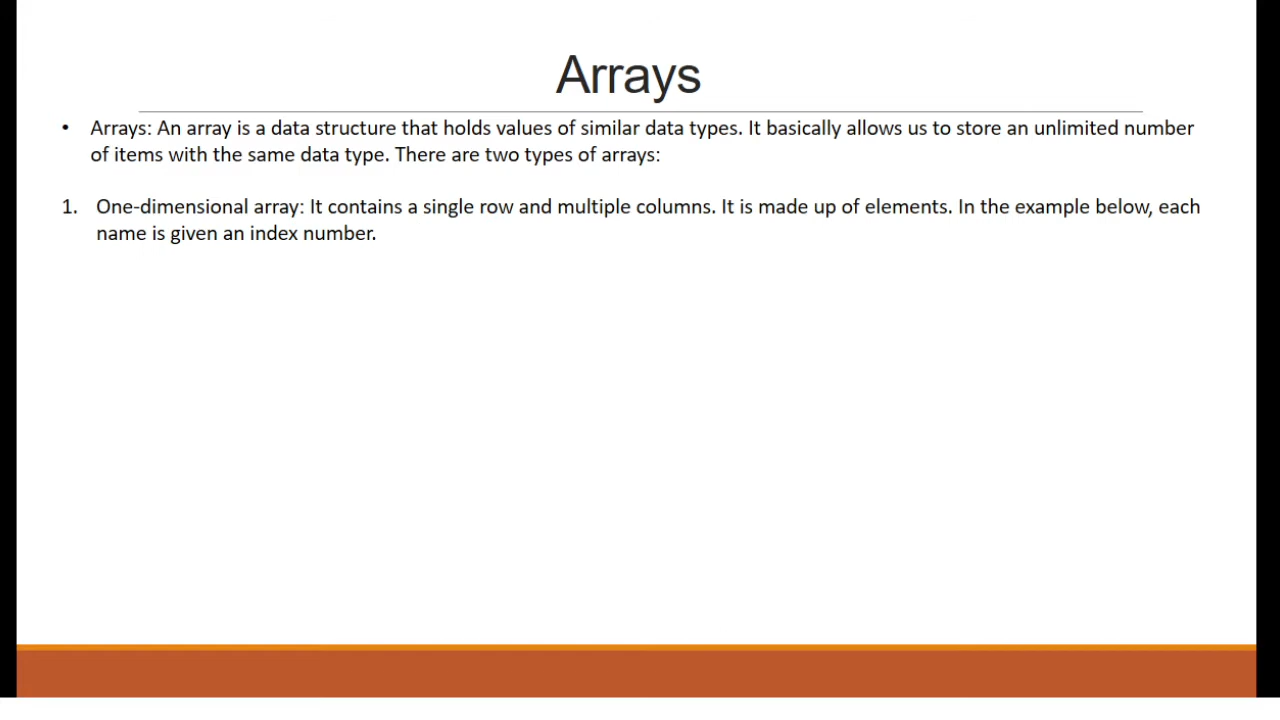 Arrays
• Arrays: An array is a data structure that holds values of similar data types. It basically allows us to store an unlimited number
of items with the same data type. There are two types of arrays:
1. One-dimensional array: It contains a single row and multiple columns. It is made up of elements. In the example below, each
name is given an index number.